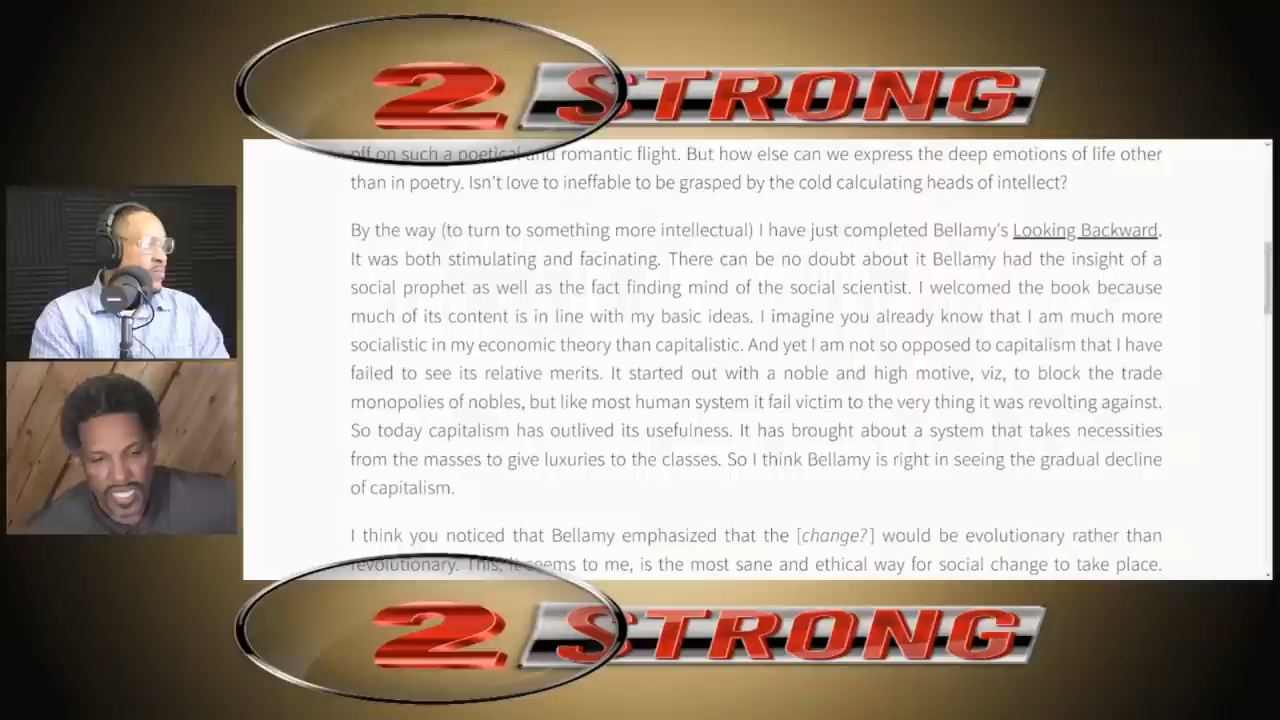 2 STRONG
off on such a poetical and romantic flight. But how else can we express the deep emotions of life other
than in poetry. Isn't love to ineffable to be grasped by the cold calculating heads of intellect?
By the way (to turn to something more intellectual) I have just completed Bellamy's Looking Backward.
It was both stimulating and facinating. There can be no doubt about it Bellamy had the insight of a
social prophet as well as the fact finding mind of the social scientist. I welcomed the book because
much of its content is in line with my basic ideas. I imagine you already know that I am much more
socialistic in my economic theory than capitalistic. And yet I am not so opposed to capitalism that I have
failed to see its relative merits. It started out with a noble and high motive, viz, to block the trade
monopolies of nobles, but like most human system it fail victim to the very thing it was revolting against.
So today capitalism has outlived its usefulness. It has brought about a system that takes necessities
from the masses to give luxuries to the classes. So I think Bellamy is right in seeing the gradual decline
of capitalism.
I think you noticed that Bellamy emphasized that the [change?] would be evolutionary rather than
revolutionary. This, it seems to me, is the most sane and ethical way for social change to take place.
2 STRONG